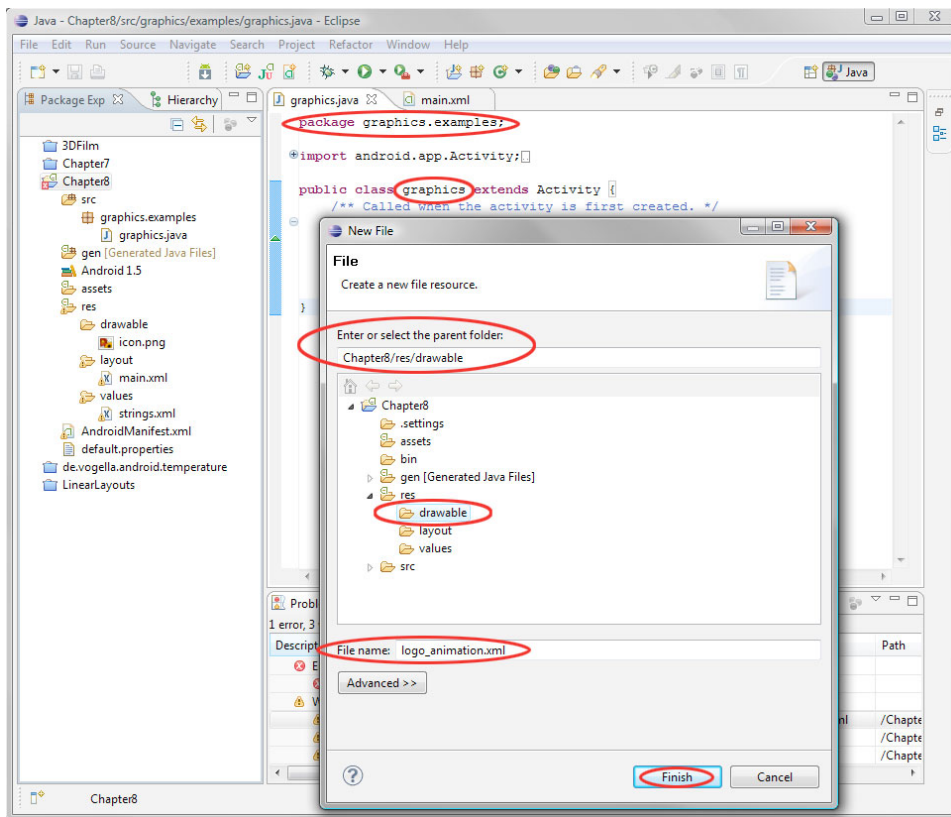 Java - Chapter8/src/graphics/examples/graphics.java - Eclipse
File Edit Run Source Navigate Search Project Refactor Window Help
Java
Package Exp Hierarchy
graphics.java main.xml
3DFilm
Chapter7
Chapter8
src
graphics.examples
graphics.java
gen [Generated Java Files]
Android 1.5
assets
res
drawable
icon.png
layout
main.xml
values
strings.xml
AndroidManifest.xml
default.properties
de.vogella.android.temperature
LinearLayouts
package graphics.examples;
import android.app.Activity;
public class graphics extends Activity {
/** Called when the activity is first created. */
}
New File
File
Create a new file resource.
Enter or select the parent folder:
Chapter8/res/drawable
Chapter8
.settings
assets
bin
gen [Generated Java Files]
res
drawable
layout
values
src
File name: logo_animation.xml
Advanced >>
Finish Cancel
1 error, 3
Path
/Chapte
/Chapte
/Chapte
Chapter8